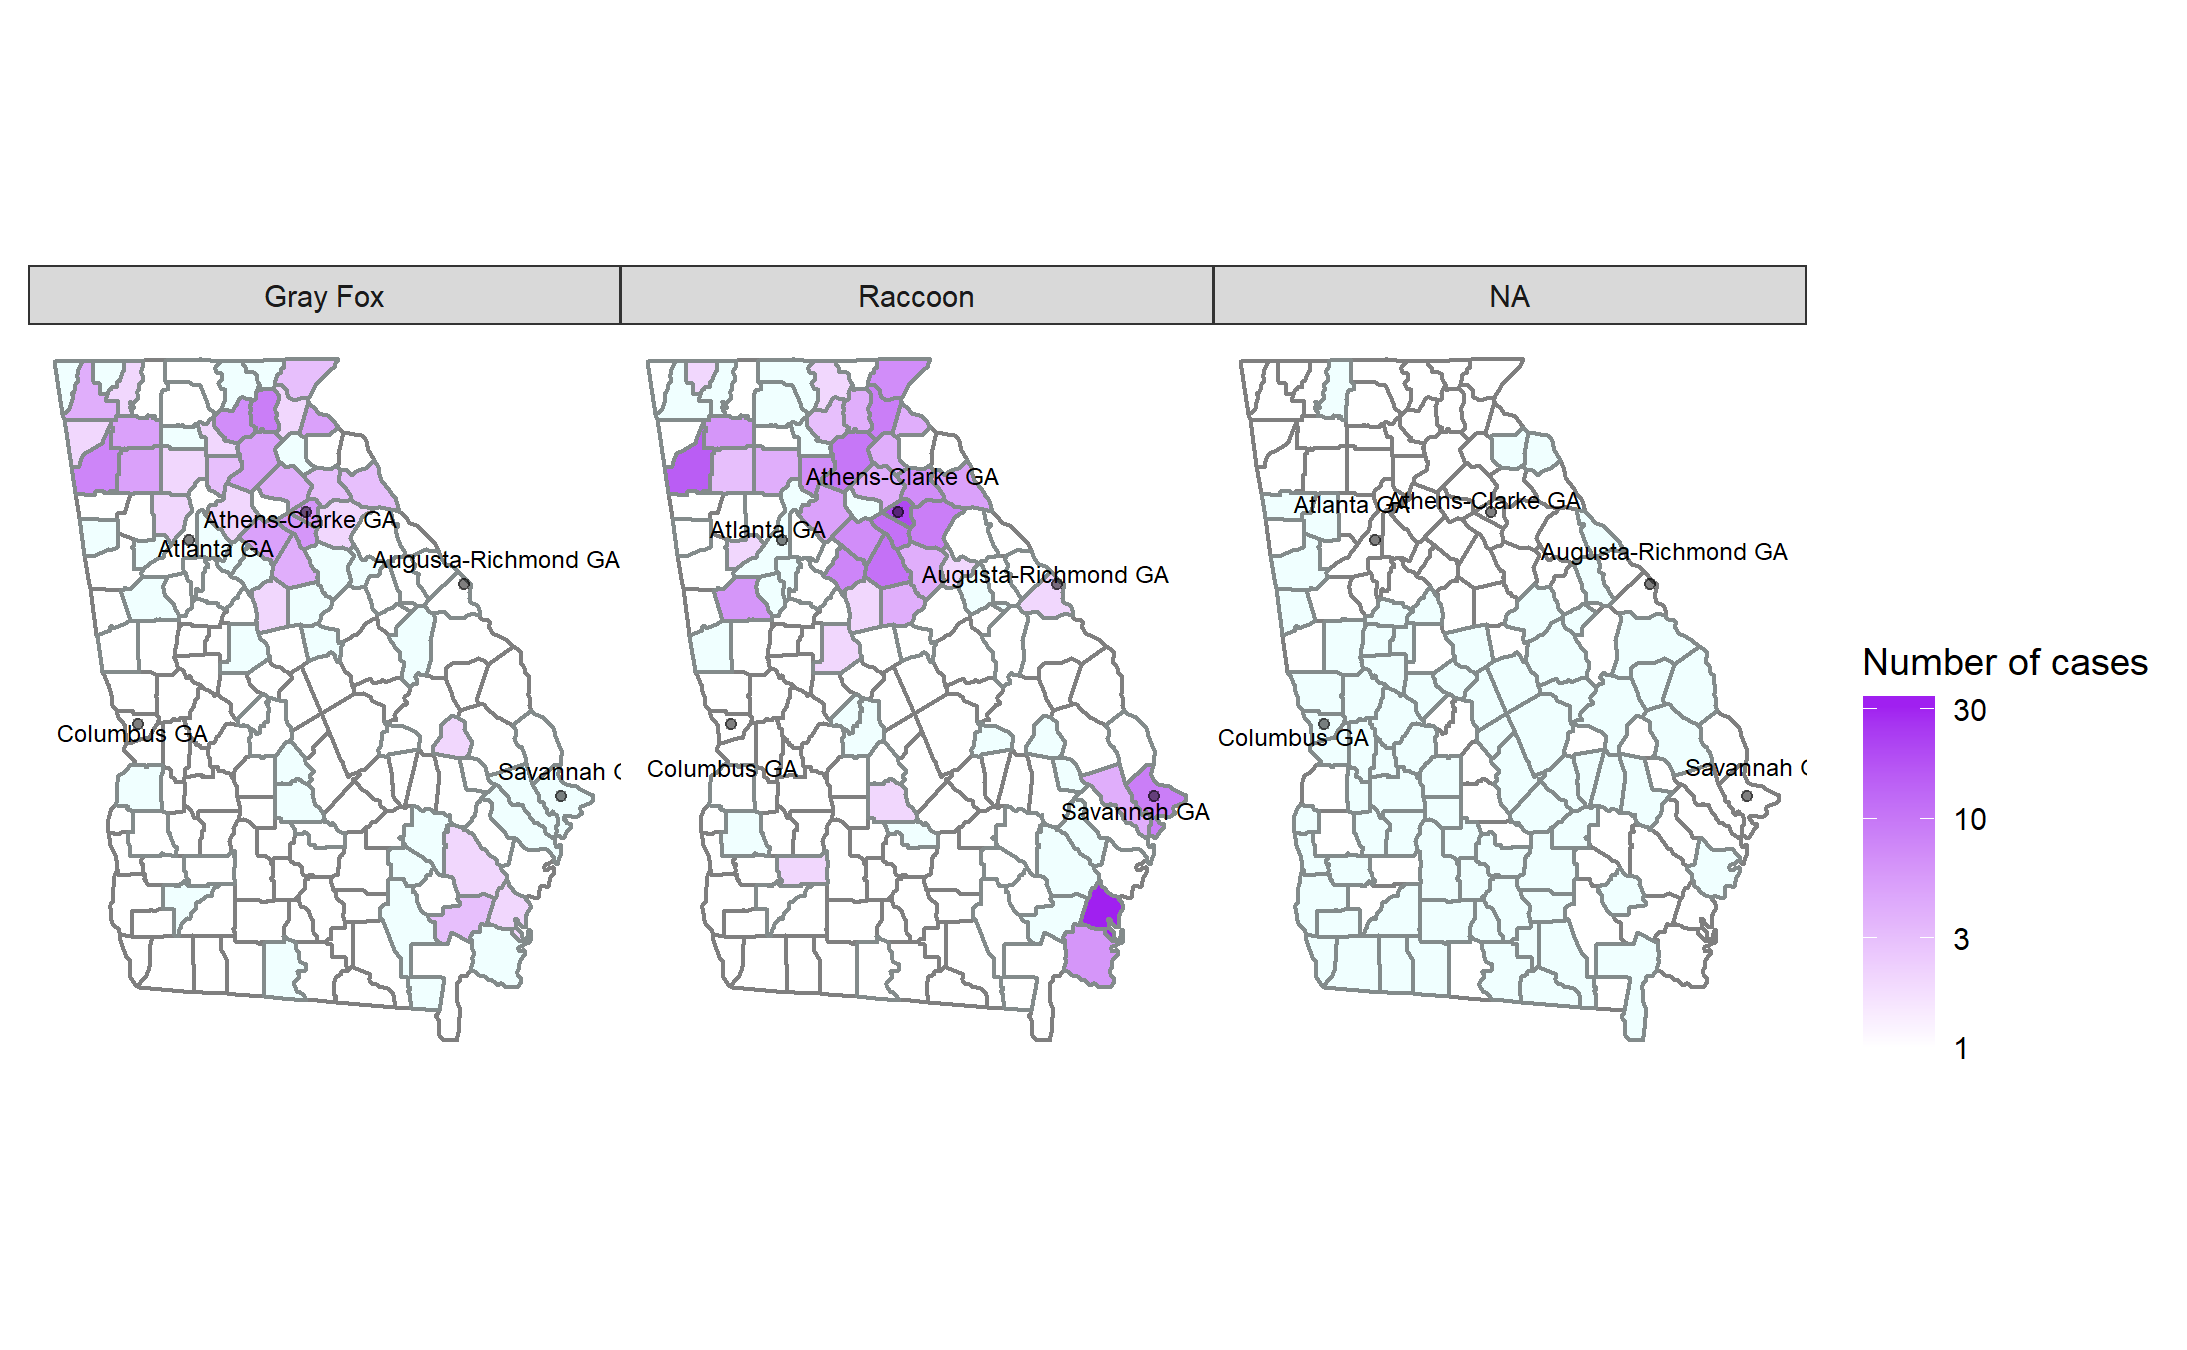 Gray Fox
Raccoon
NA
Athens-Clarke GA
Atlanta GA
Augusta-Richmond GA
Columbus GA
Savannah G
Athens-Clarke GA
Atlanta GA
Augusta-Richmond GA
Columbus GA
Savannah GA
Atlanta GA
Athens-Clarke GA
Augusta-Richmond GA
Columbus GA
Savannah G
Number of cases
30
10
3
1